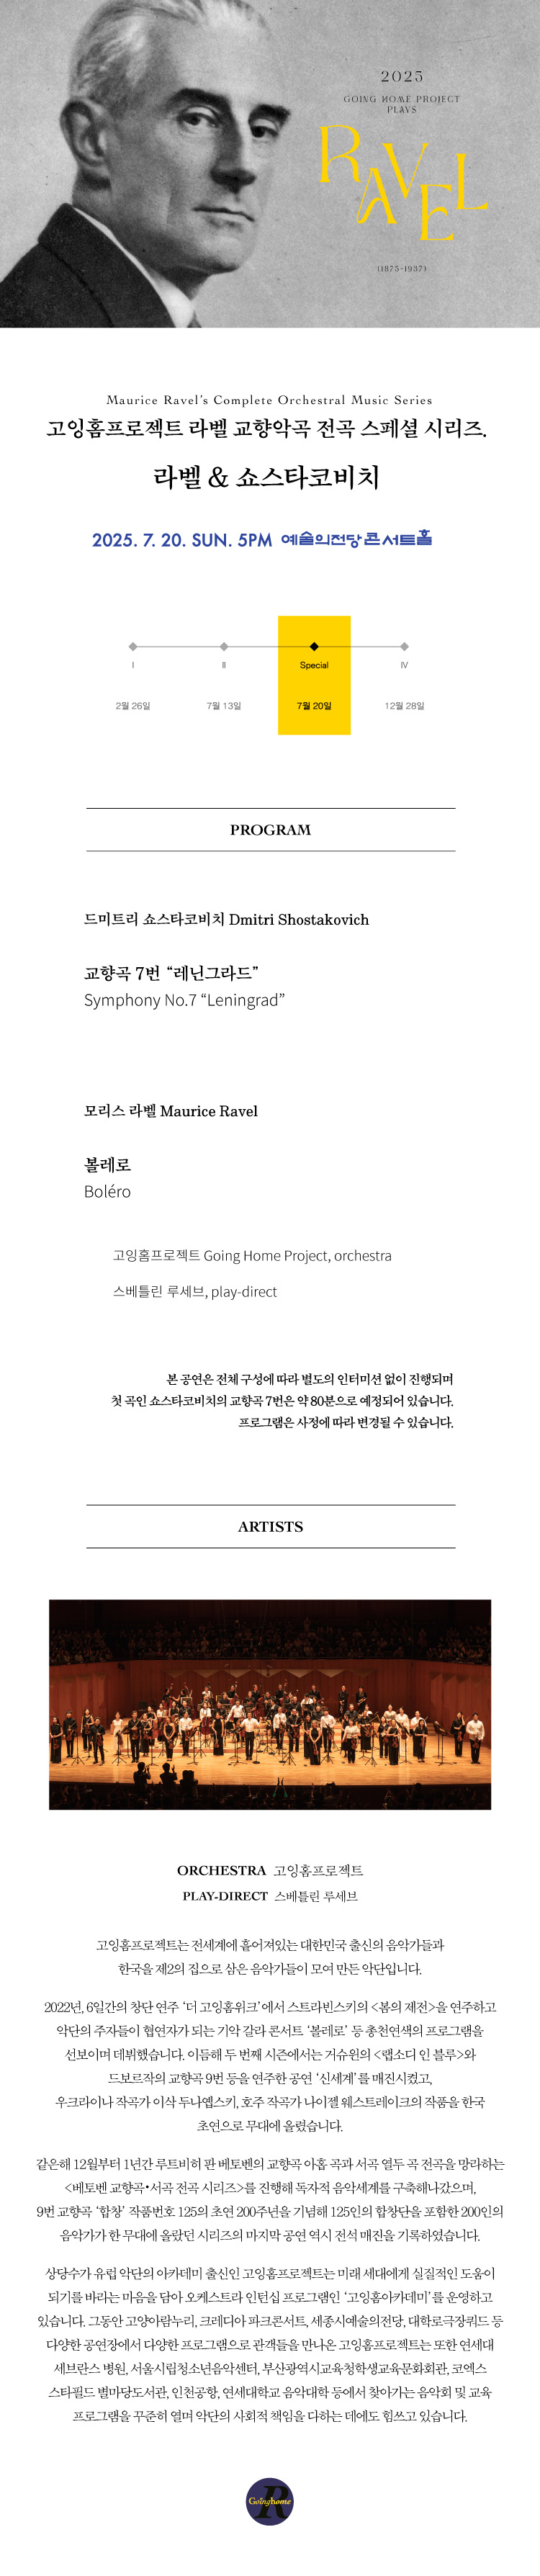 2025
GOING HOME PROJECT
PLAYS
RAVEL
(1875-1937)
Maurice Ravel's Complete Orchestral Music Series
고잉홈프로젝트 라벨 교향악곡 전곡 스페셜 시리즈.
라벨 & 쇼스타코비치
2025. 7. 20. SUN. 5PM 예술의전당 콘서트홀
I II Special IV
2월 26일 7월 13일 7월 20일 12월 28일
PROGRAM
드미트리 쇼스타코비치 Dmitri Shostakovich
교향곡 7번 “레닌그라드”
Symphony No.7 “Leningrad”
모리스 라벨 Maurice Ravel
볼레로
Boléro
고잉홈프로젝트 Going Home Project, orchestra
스베틀린 루세브, play-direct
본 공연은 전체 구성에 따라 별도의 인터미션 없이 진행되며
첫 곡인 쇼스타코비치의 교향곡 7번은 약 80분으로 예정되어 있습니다.
프로그램은 사정에 따라 변경될 수 있습니다.
ARTISTS
ORCHESTRA 고잉홈프로젝트
PLAY-DIRECT 스베틀린 루세브
고잉홈프로젝트는 전세계에 흩어져있는 대한민국 출신의 음악가들과
한국을 제2의 집으로 삼은 음악가들이 모여 만든 악단입니다.
2022년, 6일간의 창단 연주 ‘더 고잉홈위크’에서 스트라빈스키의 <봄의 제전>을 연주하고
악단의 주자들이 협연자가 되는 기악 갈라 콘서트 ‘볼레로’ 등 총천연색의 프로그램을
선보이며 데뷔했습니다. 이듬해 두 번째 시즌에서는 거슈윈의 <랩소디 인 블루>와
드보르작의 교향곡 9번 등을 연주한 공연 ‘신세계’를 매진시켰고,
우크라이나 작곡가 이삭 두나옙스키, 호주 작곡가 나이젤 웨스트레이크의 작품을 한국
초연으로 무대에 올렸습니다.
같은해 12월부터 1년간 루트비히 판 베토벤의 교향곡 아홉 곡과 서곡 열두 곡 전곡을 망라하는
<베토벤 교향곡•서곡 전곡 시리즈>를 진행해 독자적 음악세계를 구축해나갔으며,
9번 교향곡 ‘합창’ 작품번호 125의 초연 200주년을 기념해 125인의 합창단을 포함한 200인의
음악가가 한 무대에 올랐던 시리즈의 마지막 공연 역시 전석 매진을 기록하였습니다.
상당수가 유럽 악단의 아카데미 출신인 고잉홈프로젝트는 미래 세대에게 실질적인 도움이
되기를 바라는 마음을 담아 오케스트라 인턴십 프로그램인 ‘고잉홈아카데미’를 운영하고
있습니다. 그동안 고양아람누리, 크레디아 파크콘서트, 세종시예술의전당, 대학로극장쿼드 등
다양한 공연장에서 다양한 프로그램으로 관객들을 만나온 고잉홈프로젝트는 또한 연세대
세브란스 병원, 서울시립청소년음악센터, 부산광역시교육청학생교육문화회관, 코엑스
스타필드 별마당도서관, 인천공항, 연세대학교 음악대학 등에서 찾아가는 음악회 및 교육
프로그램을 꾸준히 열며 악단의 사회적 책임을 다하는 데에도 힘쓰고 있습니다.
R
Goinghome